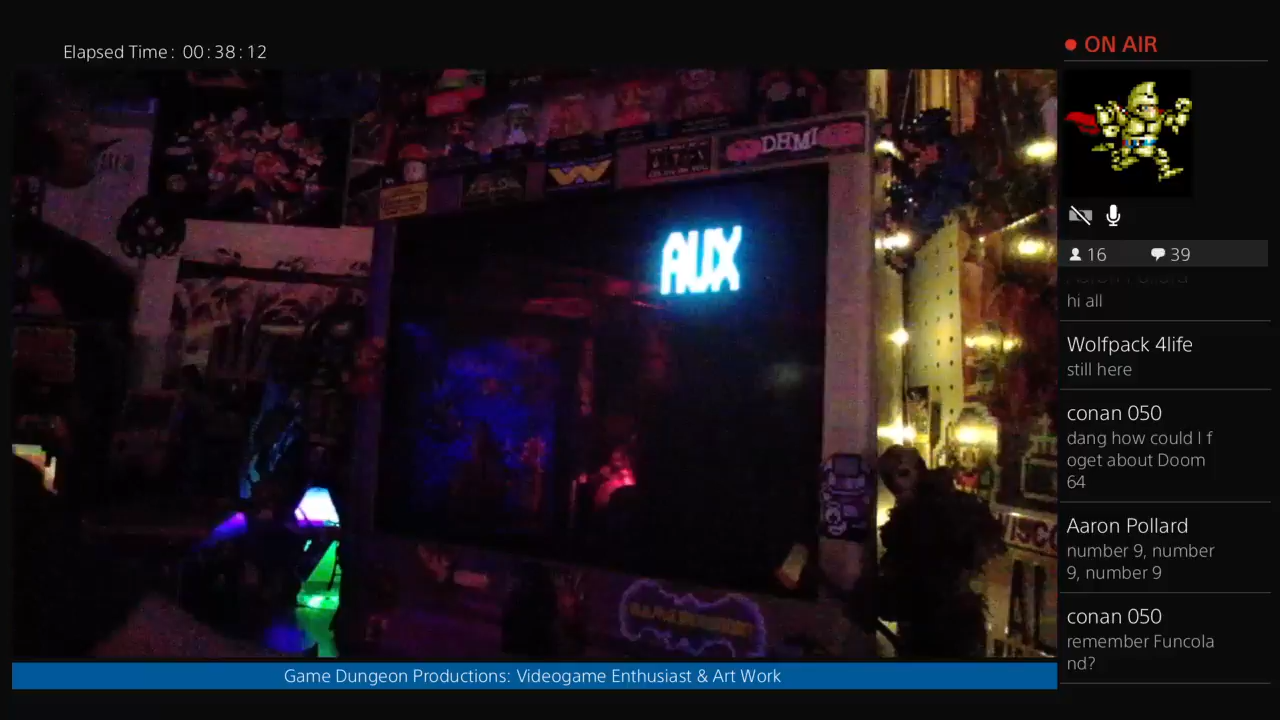 Elapsed Time: 00:38:12
ON AIR
DHMI
AUX
16
39
hi all
Wolfpack 4life
still here
conan 050
dang how could I f
oget about Doom
64
Aaron Pollard
number 9, number
9, number 9
conan 050
remember Funcola
nd?
Game Dungeon Productions: Videogame Enthusiast & Art Work